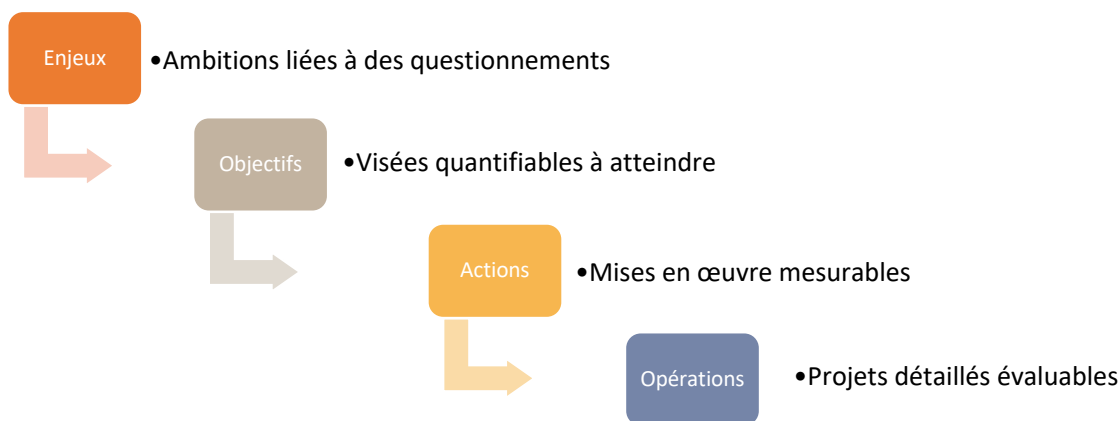 Enjeux
•Ambitions liées à des questionnements
Objectifs
•Visées quantifiables à atteindre
Actions
•Mises en œuvre mesurables
Opérations
•Projets détaillés évaluables